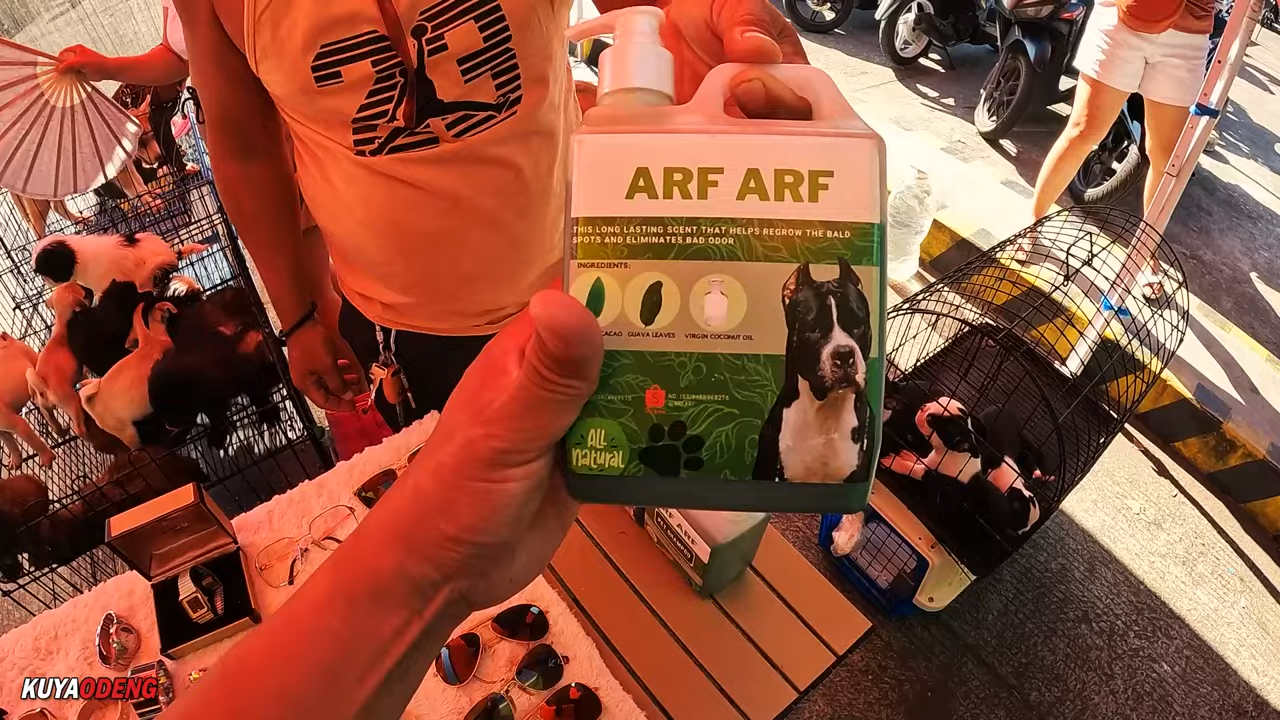 23
ARF ARF
THIS LONG LASTING SCENT THAT HELPS REGROW THE BALD
SPOTS AND ELIMINATES BAD ODOR
INGREDIENTS:
CACAO GUAVA LEAVES VIRGIN COCONUT OIL
ALL
natural
ARF ARF
KUYAODENG